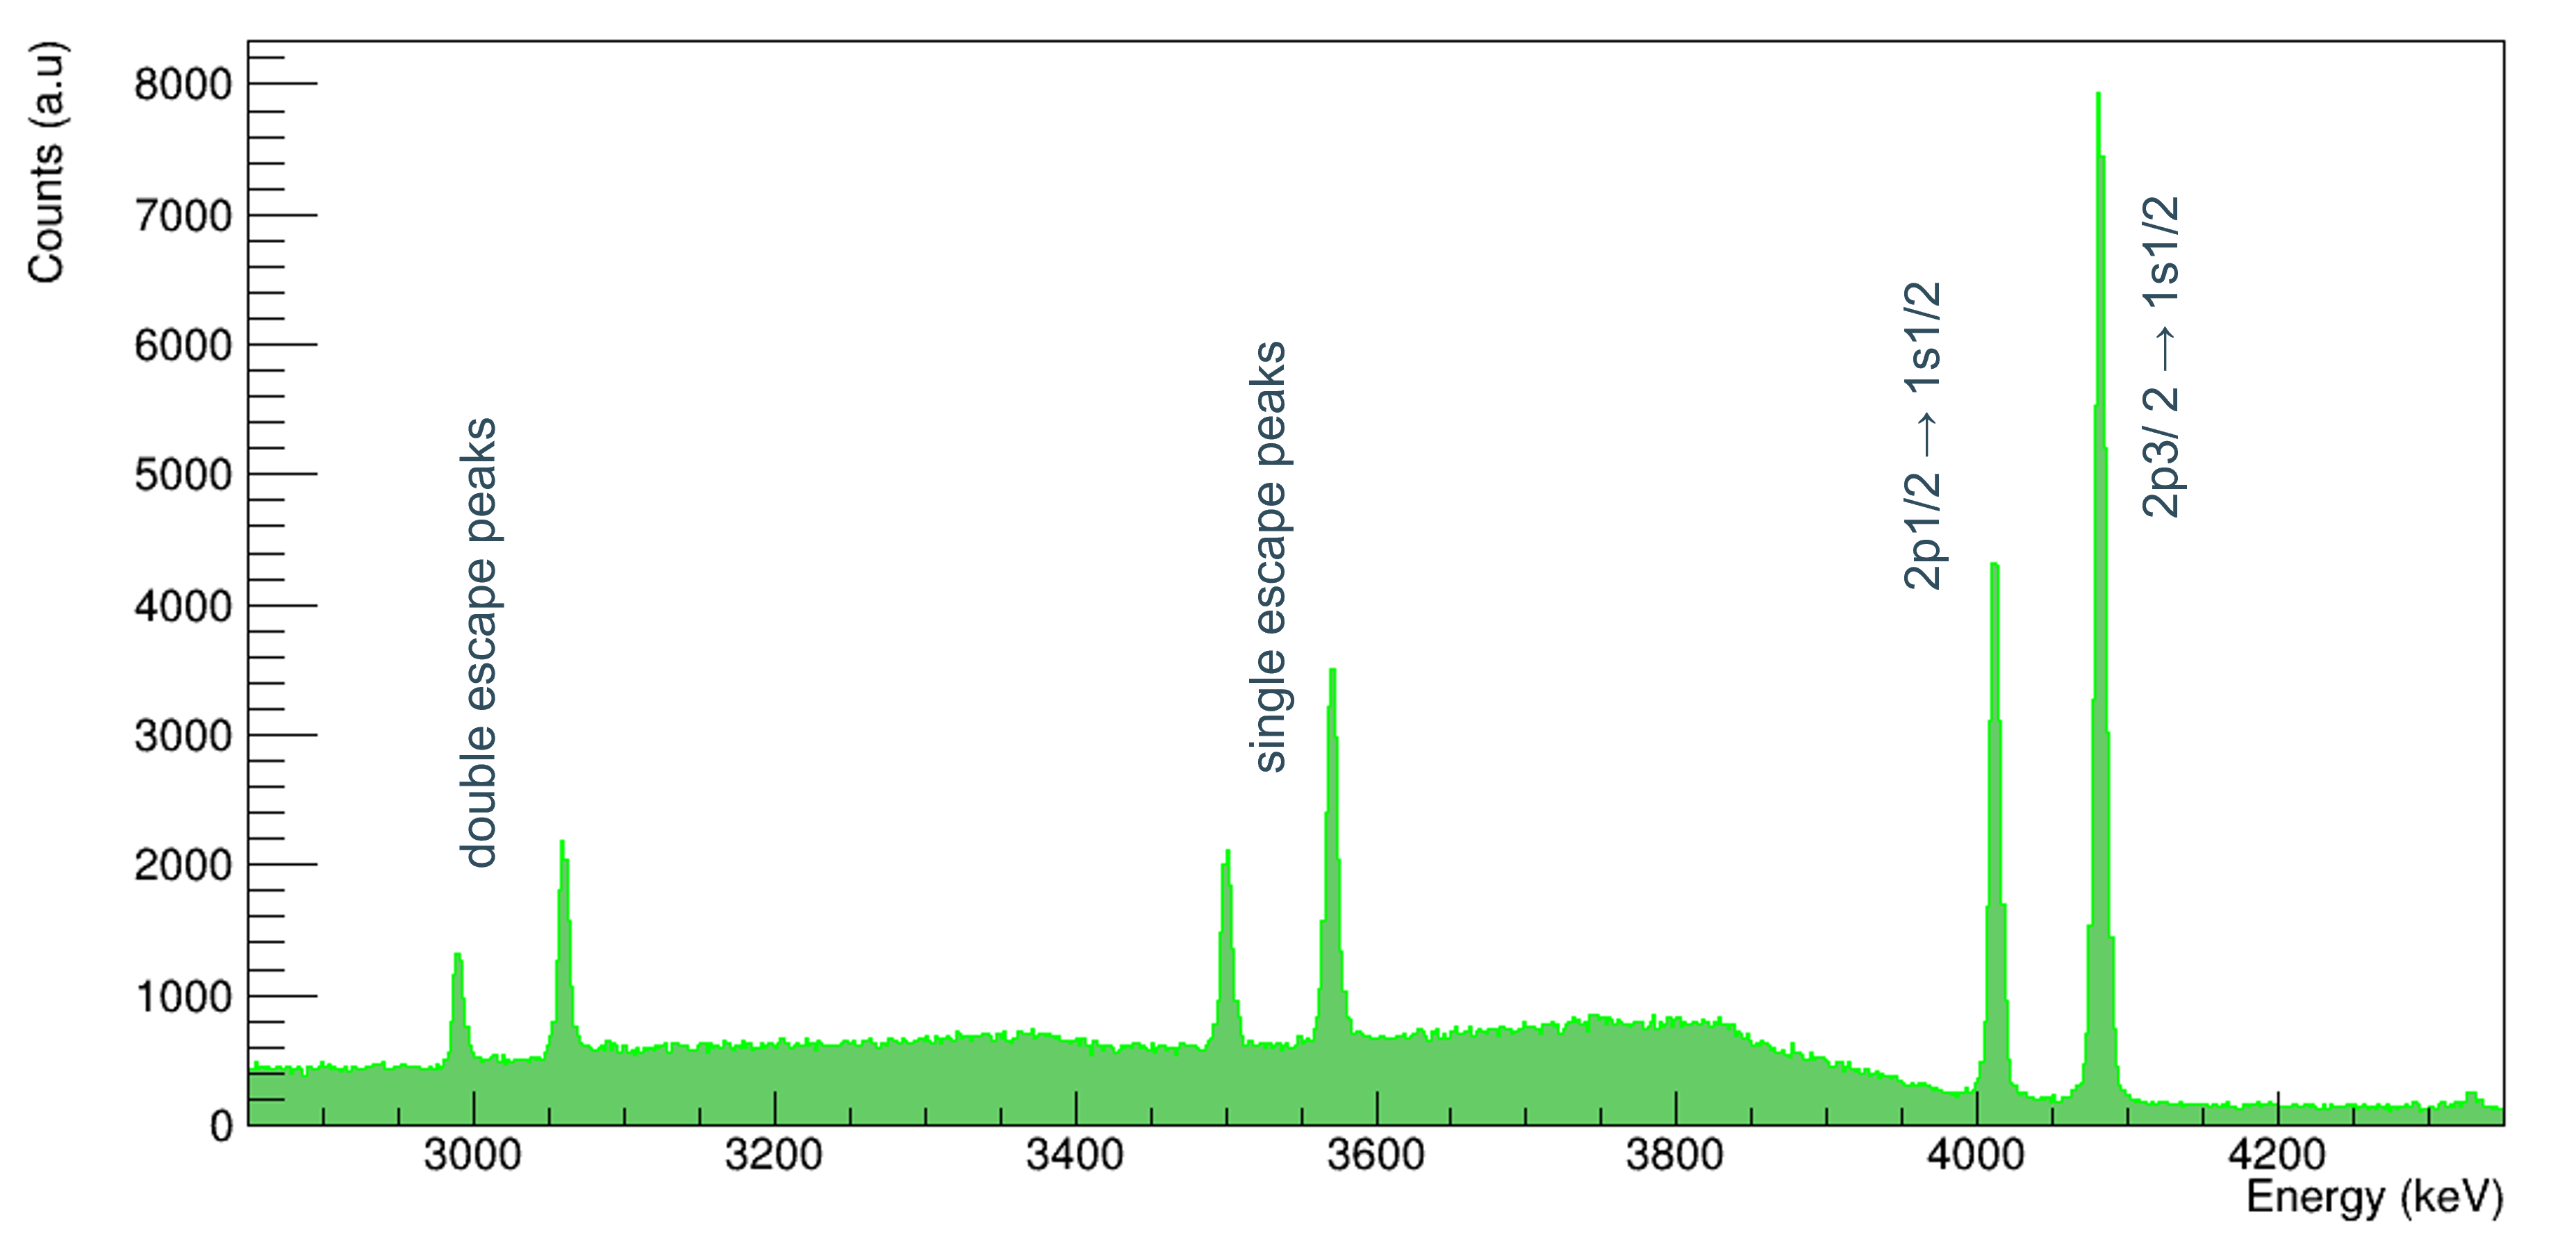 Counts (a.u)
8000
7000
6000
5000
4000
3000
2000
1000
0
double escape peaks
single escape peaks
2p1/2 → 1s1/2
2p3/ 2 → 1s1/2
3000 3200 3400 3600 3800 4000 4200
Energy (keV)